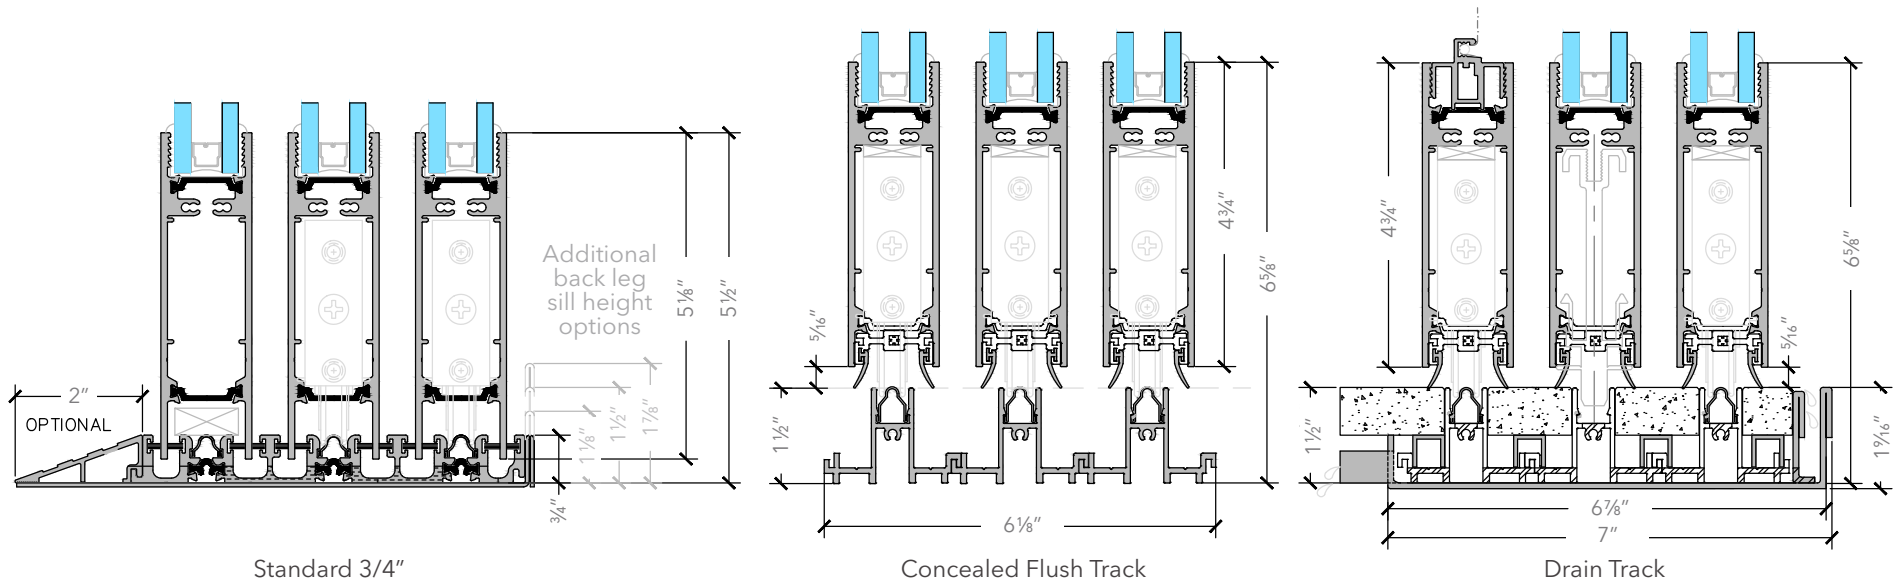 Additional
back leg
sill height
options
2”
OPTIONAL
5⅛”
5½”
1⅛”
1½”
1⅞”
¾”
Standard 3/4”
5⁄16”
4¾”
6⅝”
1½”
6⅛”
Concealed Flush Track
4¾”
6⅝”
5⁄16”
1½”
1⁹⁄16”
6⅞”
7”
Drain Track